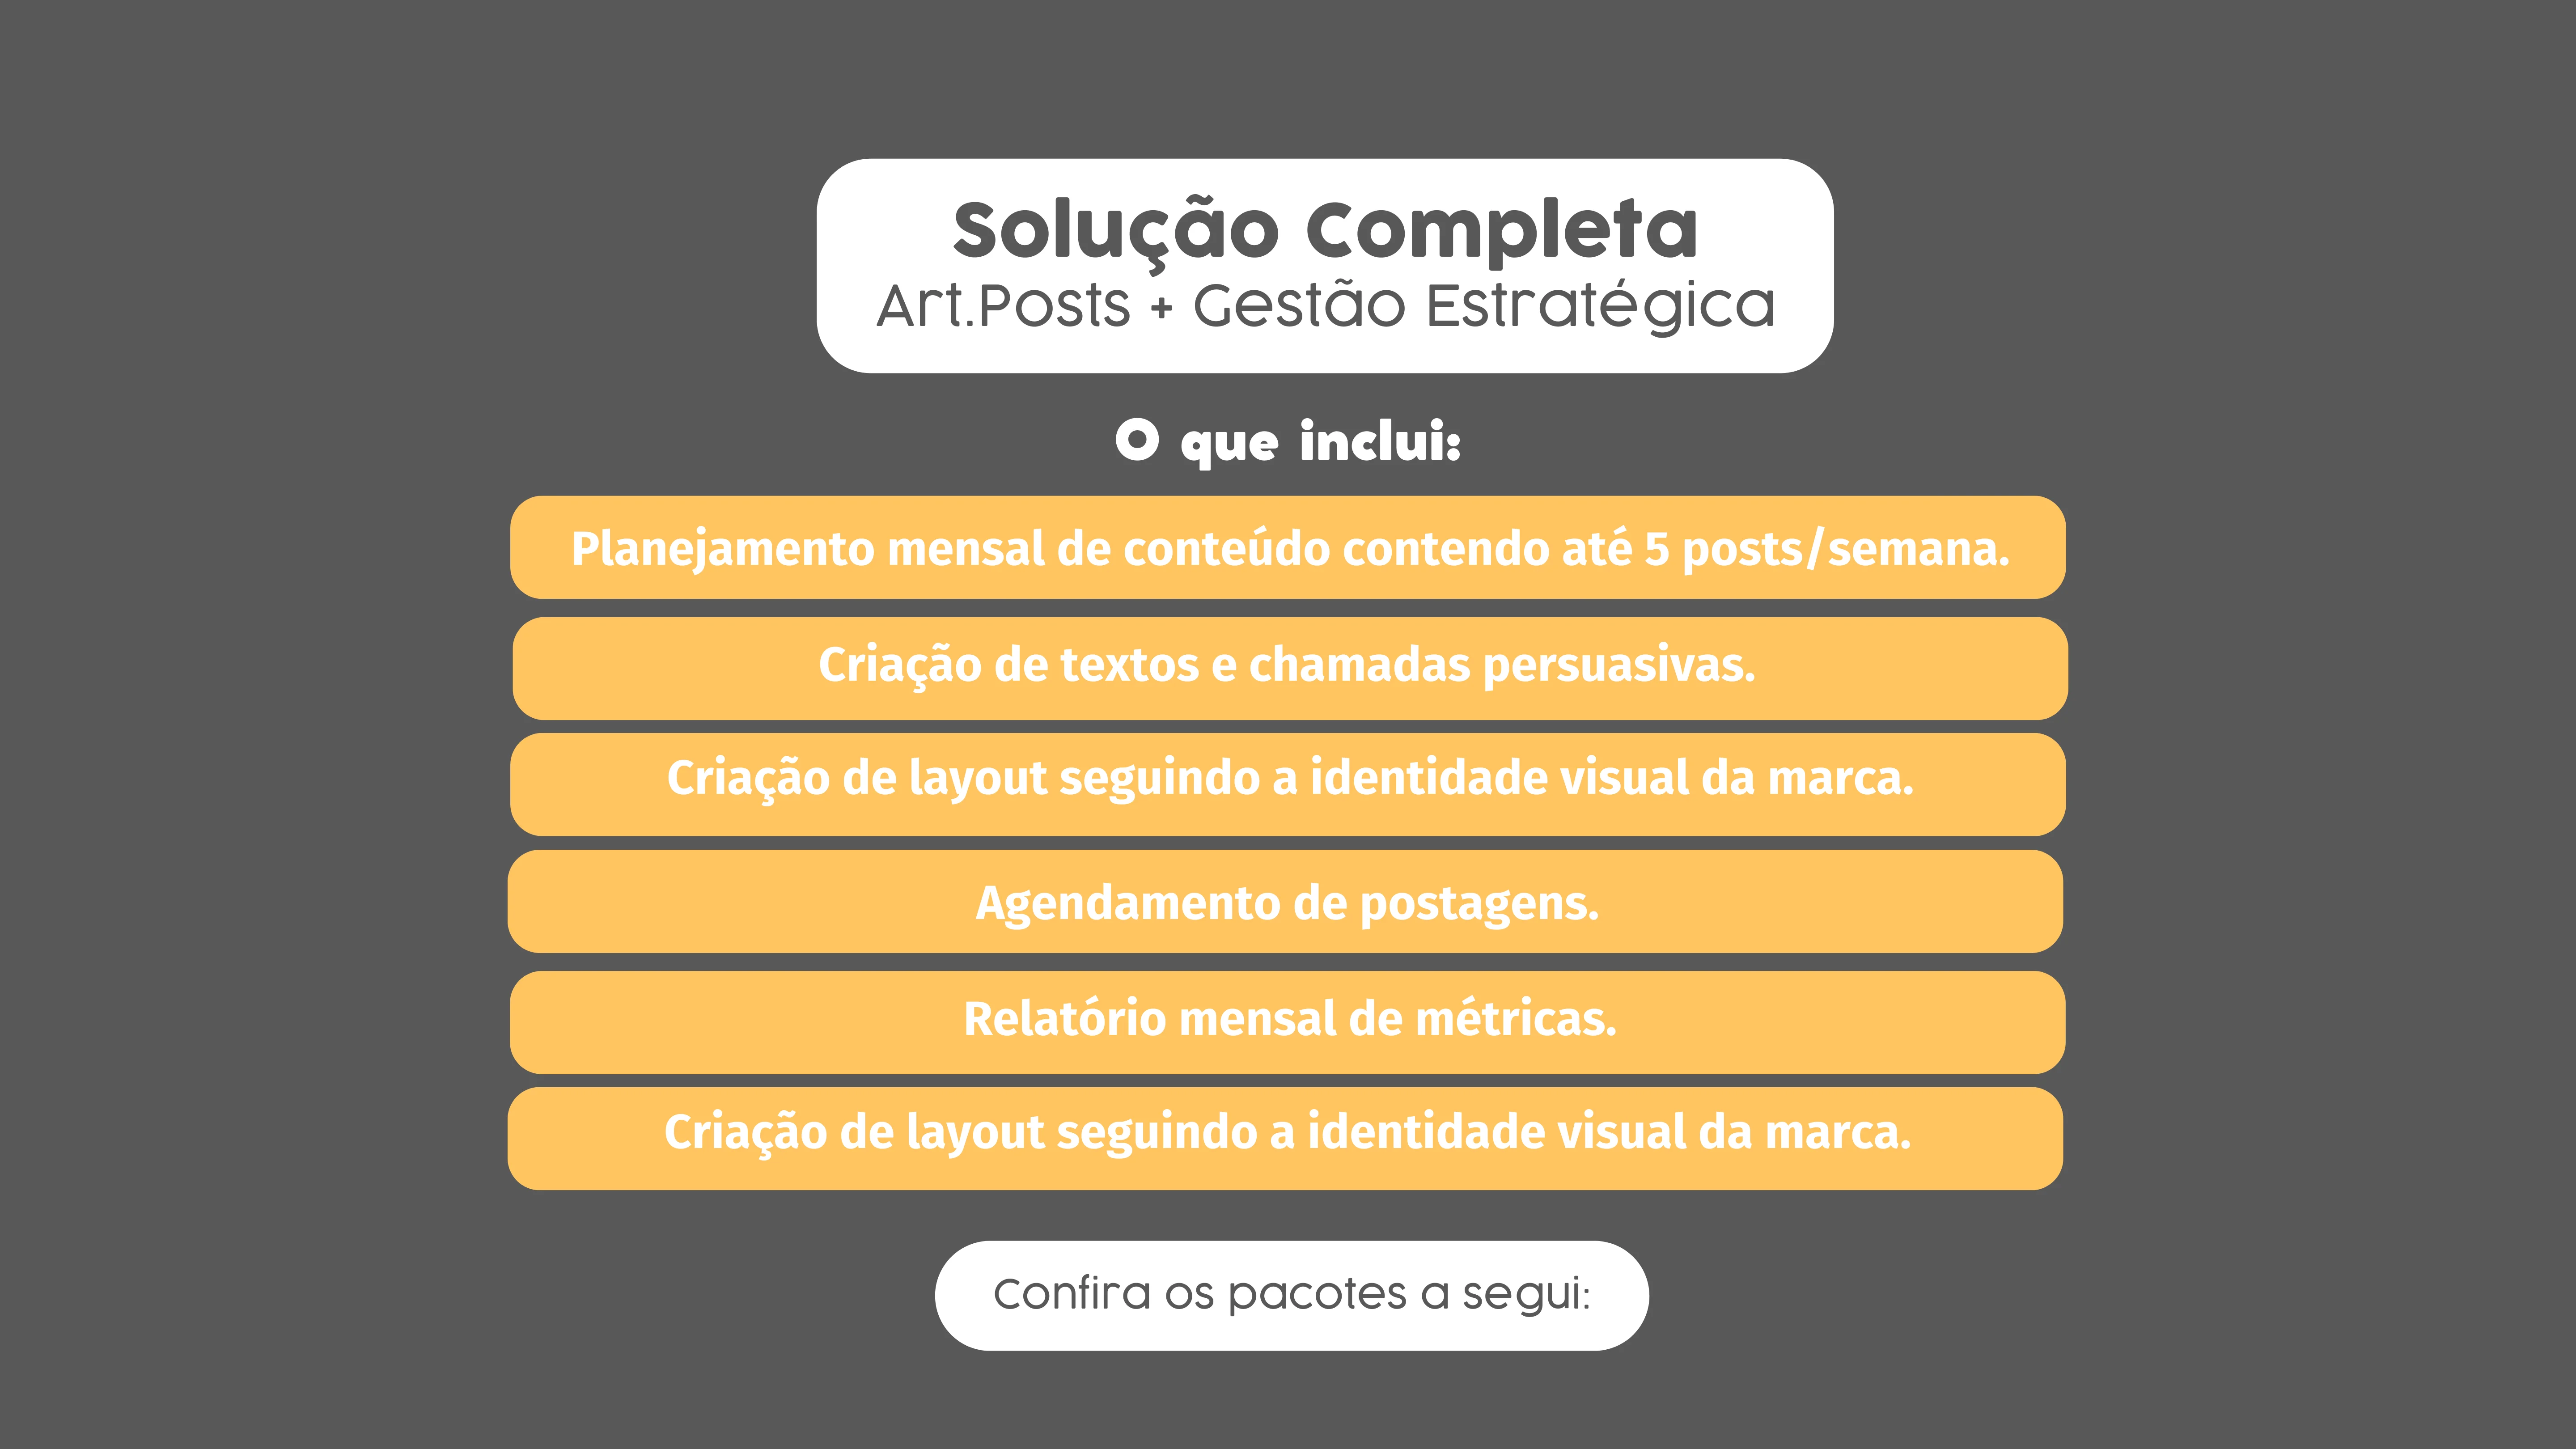 Solução Completa
Art.Posts + Gestão Estratégica
O que inclui:
Planejamento mensal de conteúdo contendo até 5 posts/semana.
Criação de textos e chamadas persuasivas.
Criação de layout seguindo a identidade visual da marca.
Agendamento de postagens.
Relatório mensal de métricas.
Criação de layout seguindo a identidade visual da marca.
Confira os pacotes a segui: